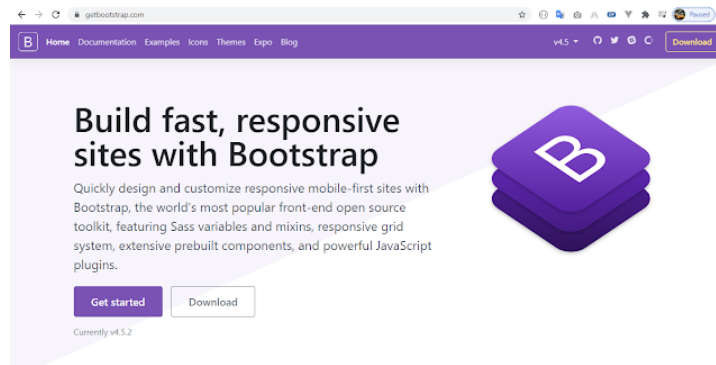 getbootstrap.com
Paused
B Home Documentation Examples Icons Themes Expo Blog v4.5 Download
Build fast, responsive
sites with Bootstrap
B
Quickly design and customize responsive mobile-first sites with
Bootstrap, the world's most popular front-end open source
toolkit, featuring Sass variables and mixins, responsive grid
system, extensive prebuilt components, and powerful JavaScript
plugins.
Get started Download
Currently v4.5.2